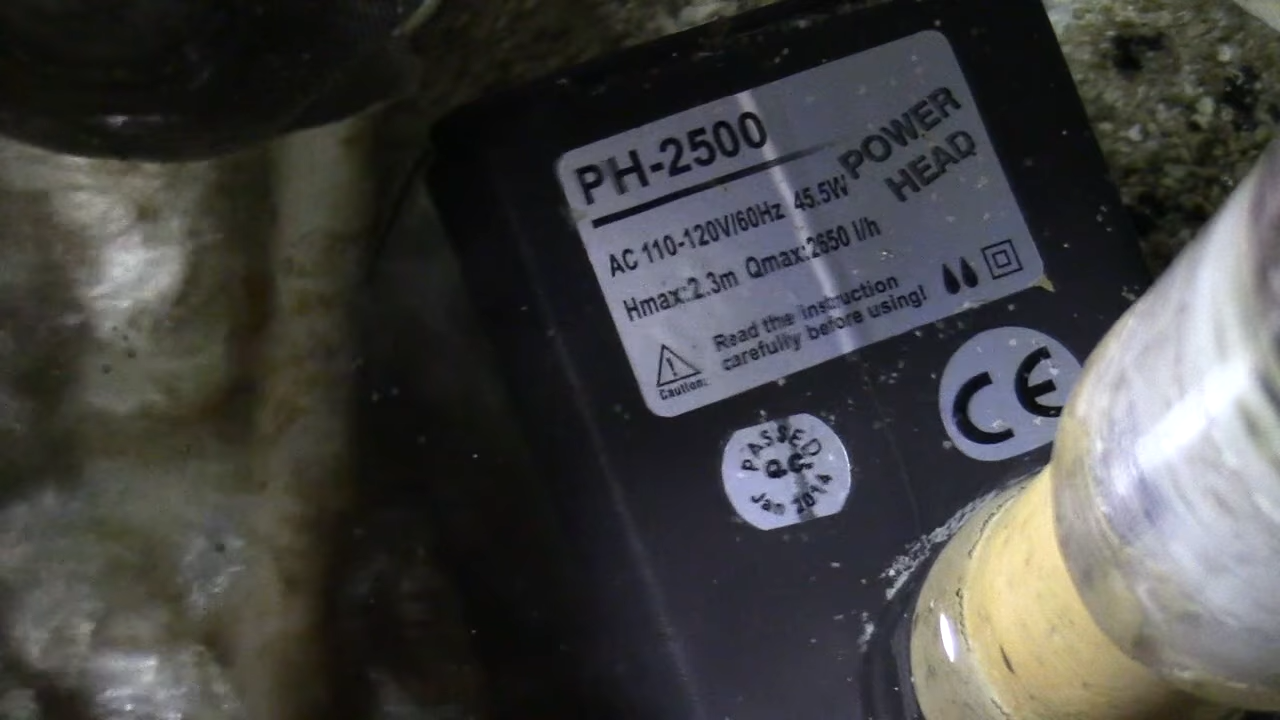 PH-2500
POWER
HEAD
AC 110-120V/60Hz 45.5W
Hmax:2.3m Qmax:2650 l/h
Caution:
Read the instruction
carefully before using!
CE
PASSED
QC
Jan 2014